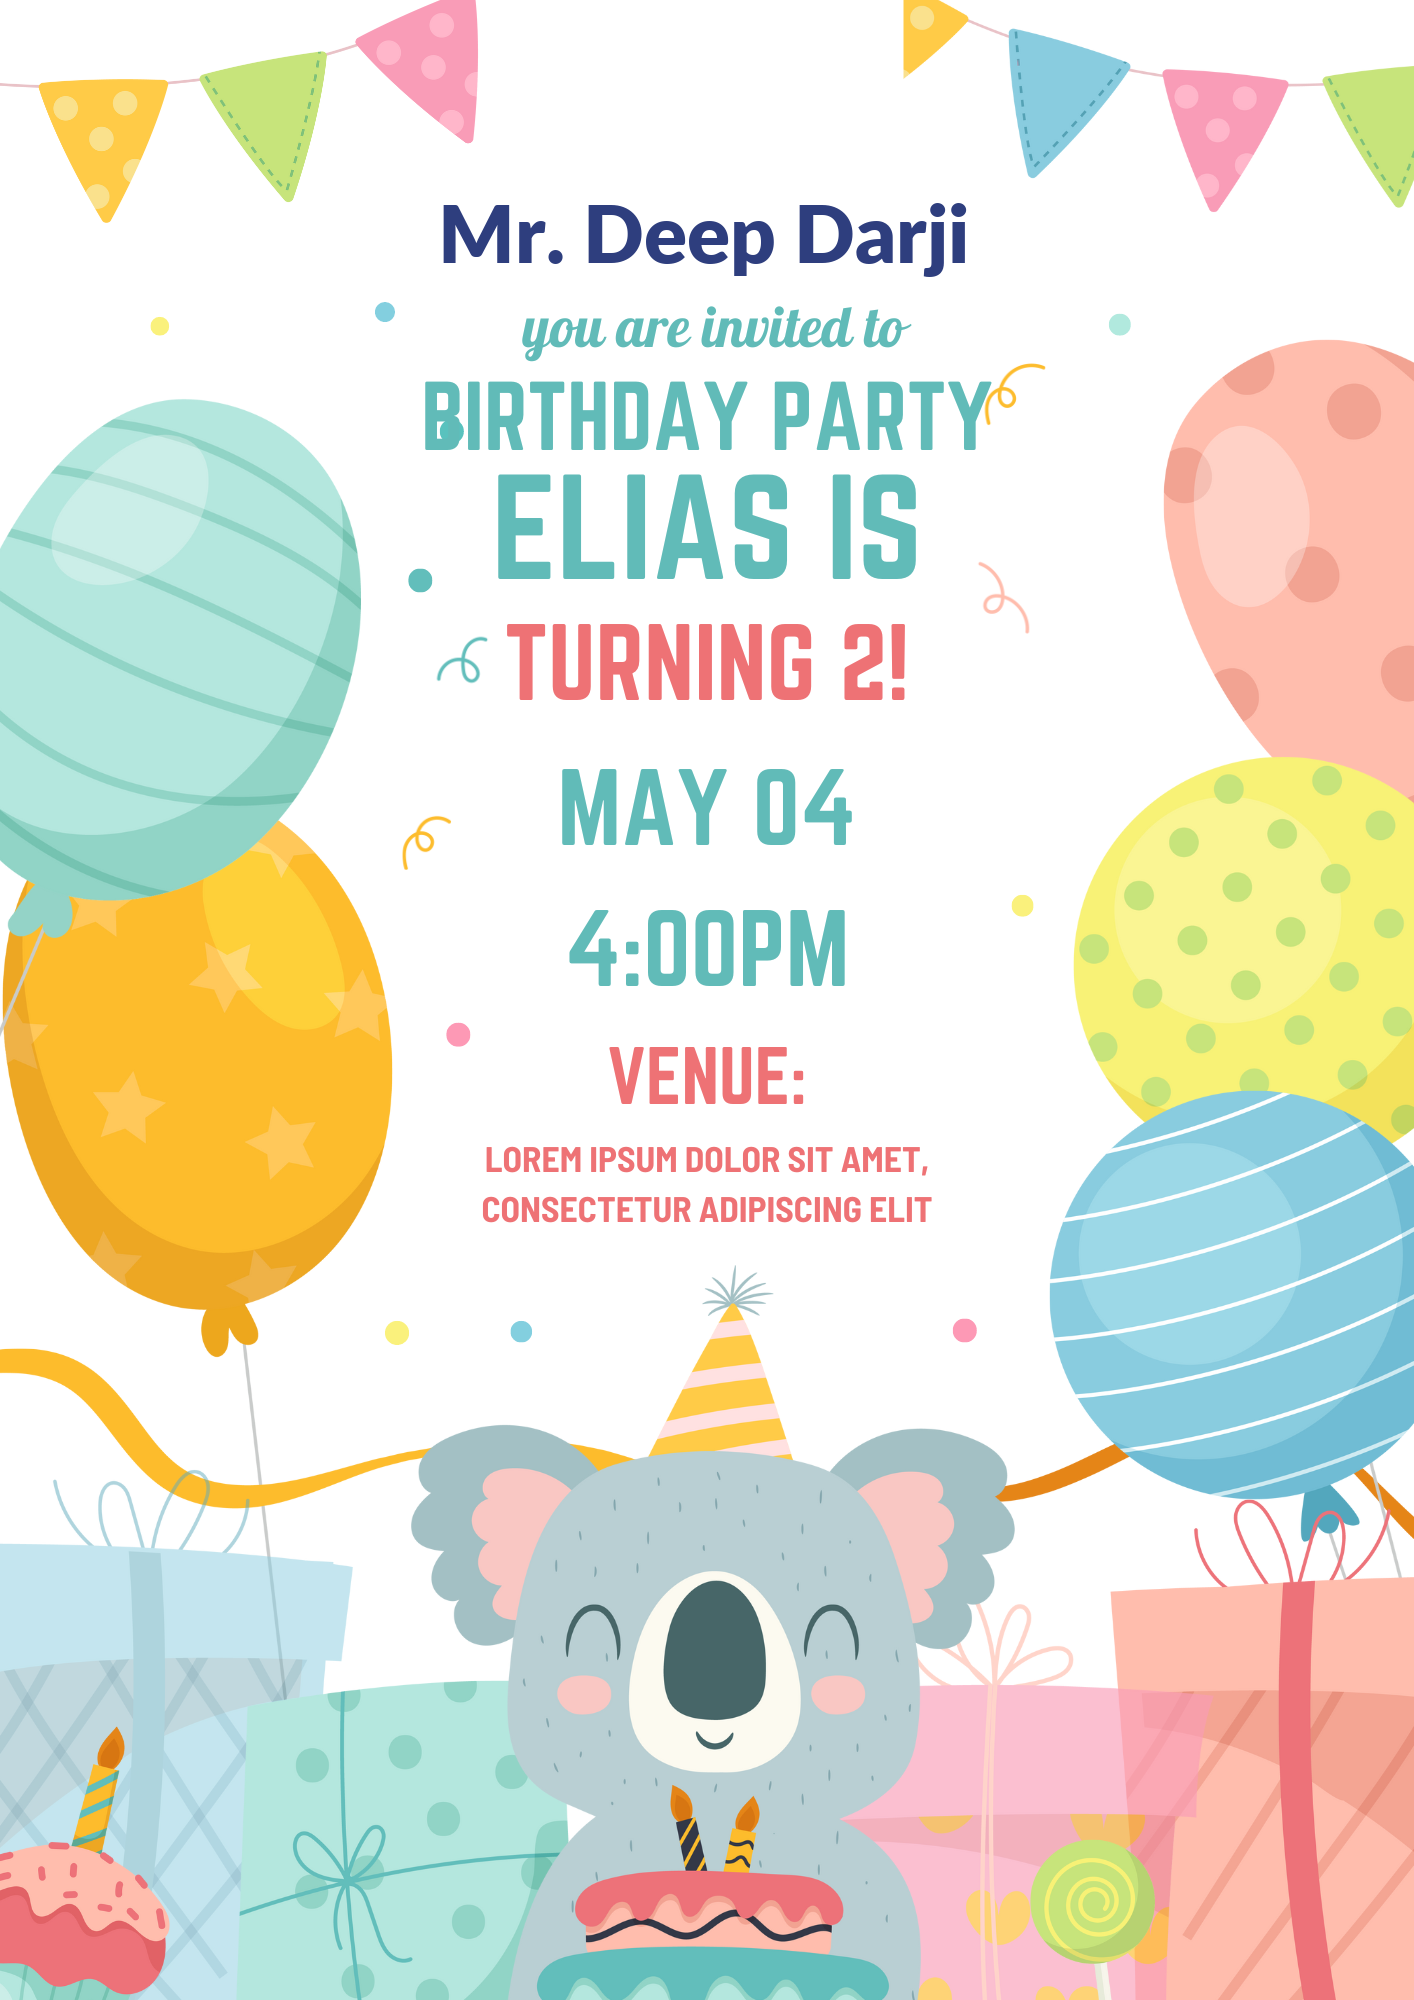 Mr. Deep Darji
you are invited to
BIRTHDAY PARTY
ELIAS IS
TURNING 2!
MAY 04
4:00PM
VENUE:
LOREM IPSUM DOLOR SIT AMET,
CONSECTETUR ADIPISCING ELIT